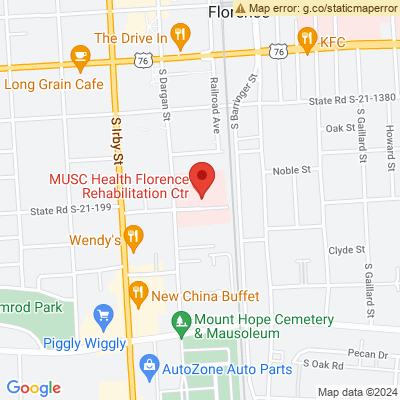 Map error: g.co/staticmaperror
Florence
The Drive In
KFC
76
76
Long Grain Cafe
S Dargan St
Railroad Ave
S Barringer St
State Rd S-21-1380
Oak St
S Gaillard St
Howard St
S Irby St
Noble St
MUSC Health Florence
Rehabilitation Ctr
State Rd S-21-199
Wendy's
Clyde St
S Gaillard St
New China Buffet
mrod Park
Mount Hope Cemetery
& Mausoleum
Piggly Wiggly
Pecan Dr
S Oak Rd
AutoZone Auto Parts
Google
Map data ©2024